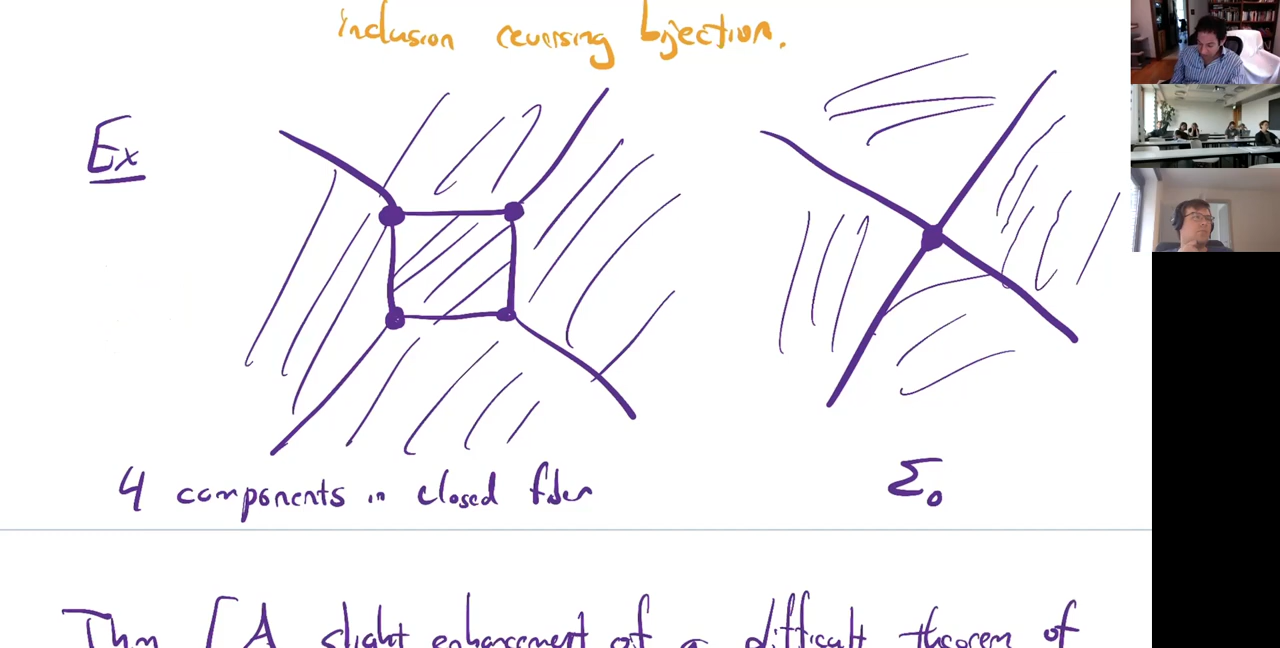 Inclusion reversing bijection.
Ex
4 components in closed fiber
Σ₀
Thm [A slight enhancement of a difficult theorem of